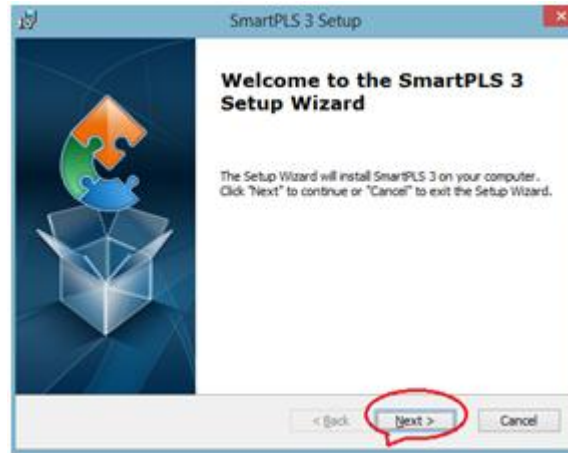 SmartPLS 3 Setup
Welcome to the SmartPLS 3
Setup Wizard
The Setup Wizard will install SmartPLS 3 on your computer.
Click "Next" to continue or "Cancel" to exit the Setup Wizard.
< Back Next > Cancel